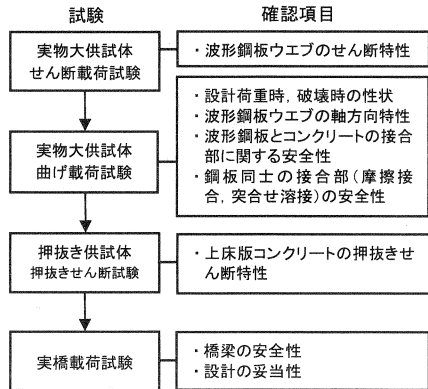 試験
確認項目
実物大供試体
せん断載荷試験
・波形鋼板ウエブのせん断特性
実物大供試体
曲げ載荷試験
・設計荷重時，破壊時の性状
・波形鋼板ウエブの軸方向特性
・波形鋼板とコンクリートの接合
部に関する安全性
・鋼板同士の接合部（摩擦接
合，突合せ溶接）の安全性
押抜き供試体
押抜きせん断試験
・上床版コンクリートの押抜きせ
ん断特性
実橋載荷試験
・橋梁の安全性
・設計の妥当性